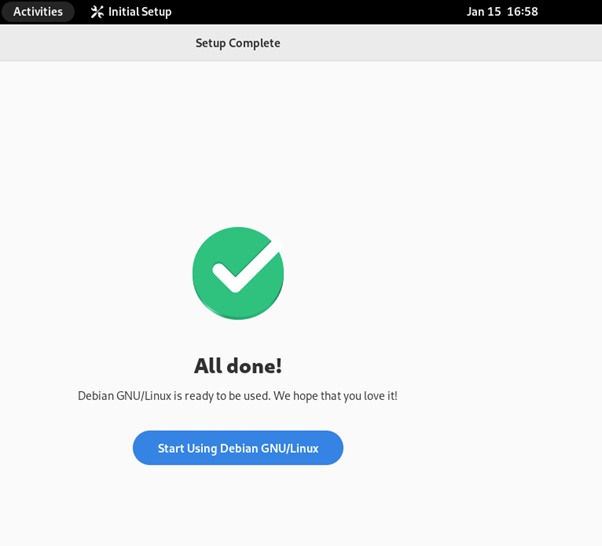 Activities Initial Setup Jan 15 16:58
Setup Complete
All done!
Debian GNU/Linux is ready to be used. We hope that you love it!
Start Using Debian GNU/Linux